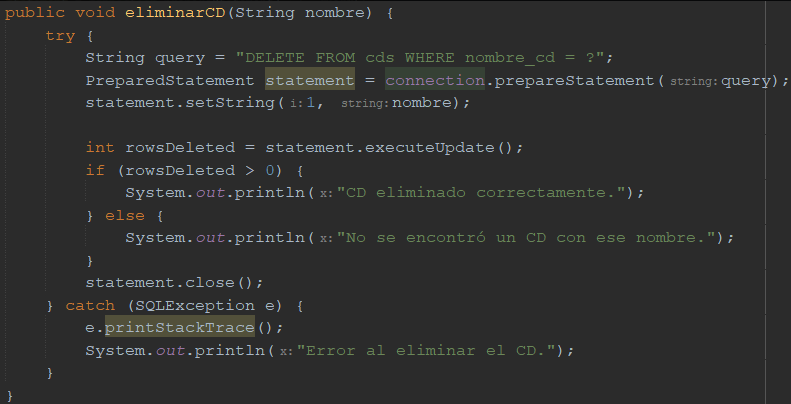 public void eliminarCD(String nombre) {
try {
String query = "DELETE FROM cds WHERE nombre_cd = ?";
PreparedStatement statement = connection.prepareStatement( string: query);
statement.setString( i: 1,  string: nombre);
int rowsDeleted = statement.executeUpdate();
if (rowsDeleted > 0) {
System.out.println( x: "CD eliminado correctamente.");
} else {
System.out.println( x: "No se encontró un CD con ese nombre.");
}
statement.close();
} catch (SQLException e) {
e.printStackTrace();
System.out.println( x: "Error al eliminar el CD.");
}
}